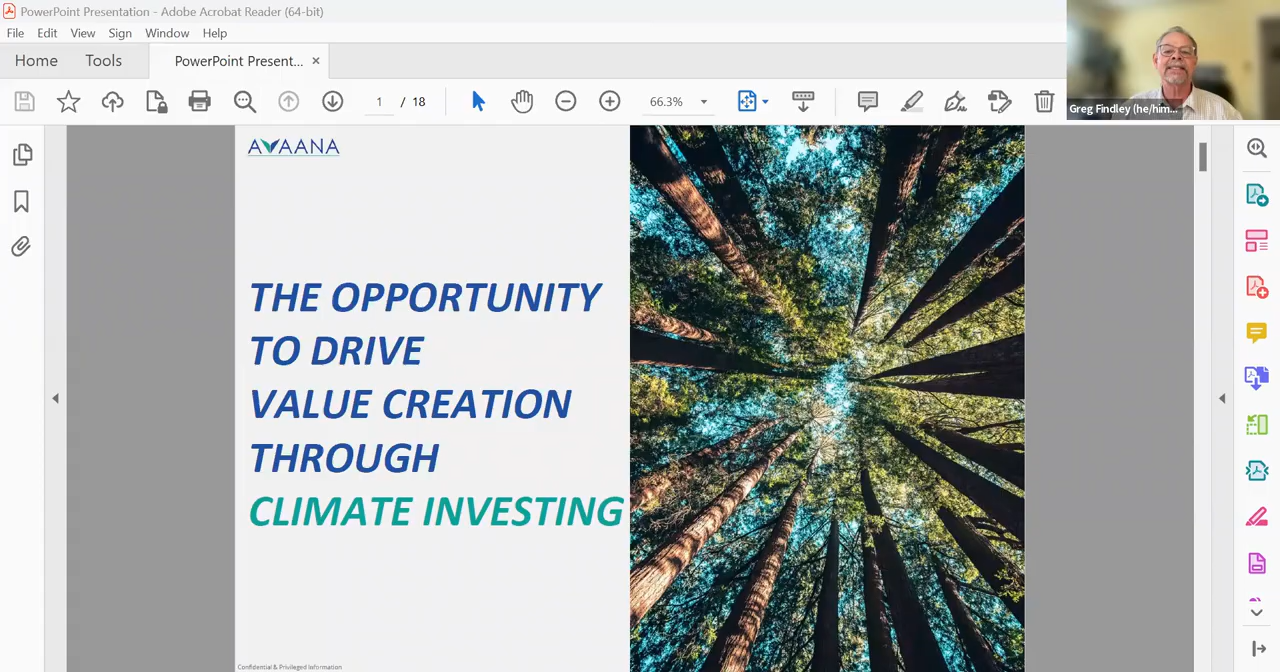 PowerPoint Presentation - Adobe Acrobat Reader (64-bit)
File Edit View Sign Window Help
Home Tools PowerPoint Present... ×
1 / 18 66.3%
Greg Findley (he/him...
AVAANA
THE OPPORTUNITY
TO DRIVE
VALUE CREATION
THROUGH
CLIMATE INVESTING
Confidential & Privileged Information